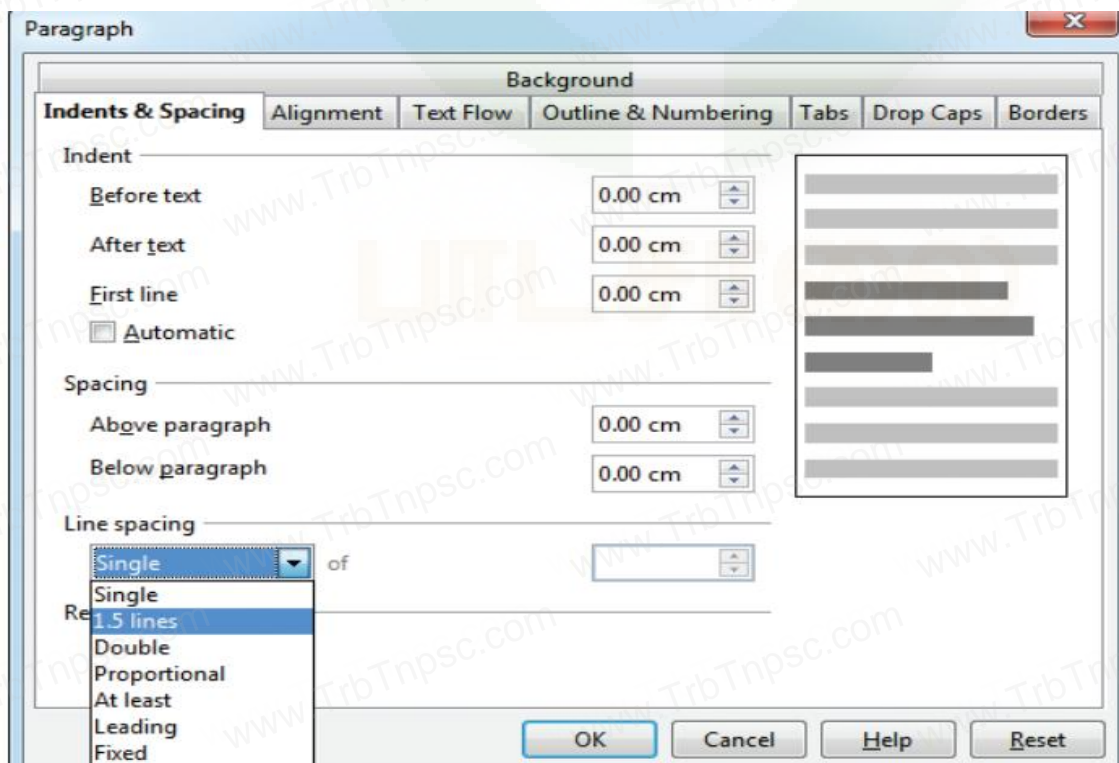 Paragraph
Background
Indents & Spacing Alignment Text Flow Outline & Numbering Tabs Drop Caps Borders
Indent
Before text 0.00 cm
After text 0.00 cm
First line 0.00 cm
Automatic
Spacing
Above paragraph 0.00 cm
Below paragraph 0.00 cm
Line spacing
Single of
Single
Re
1.5 lines
Double
Proportional
At least
Leading
Fixed
OK Cancel Help Reset
www.TrbTnpsc.com